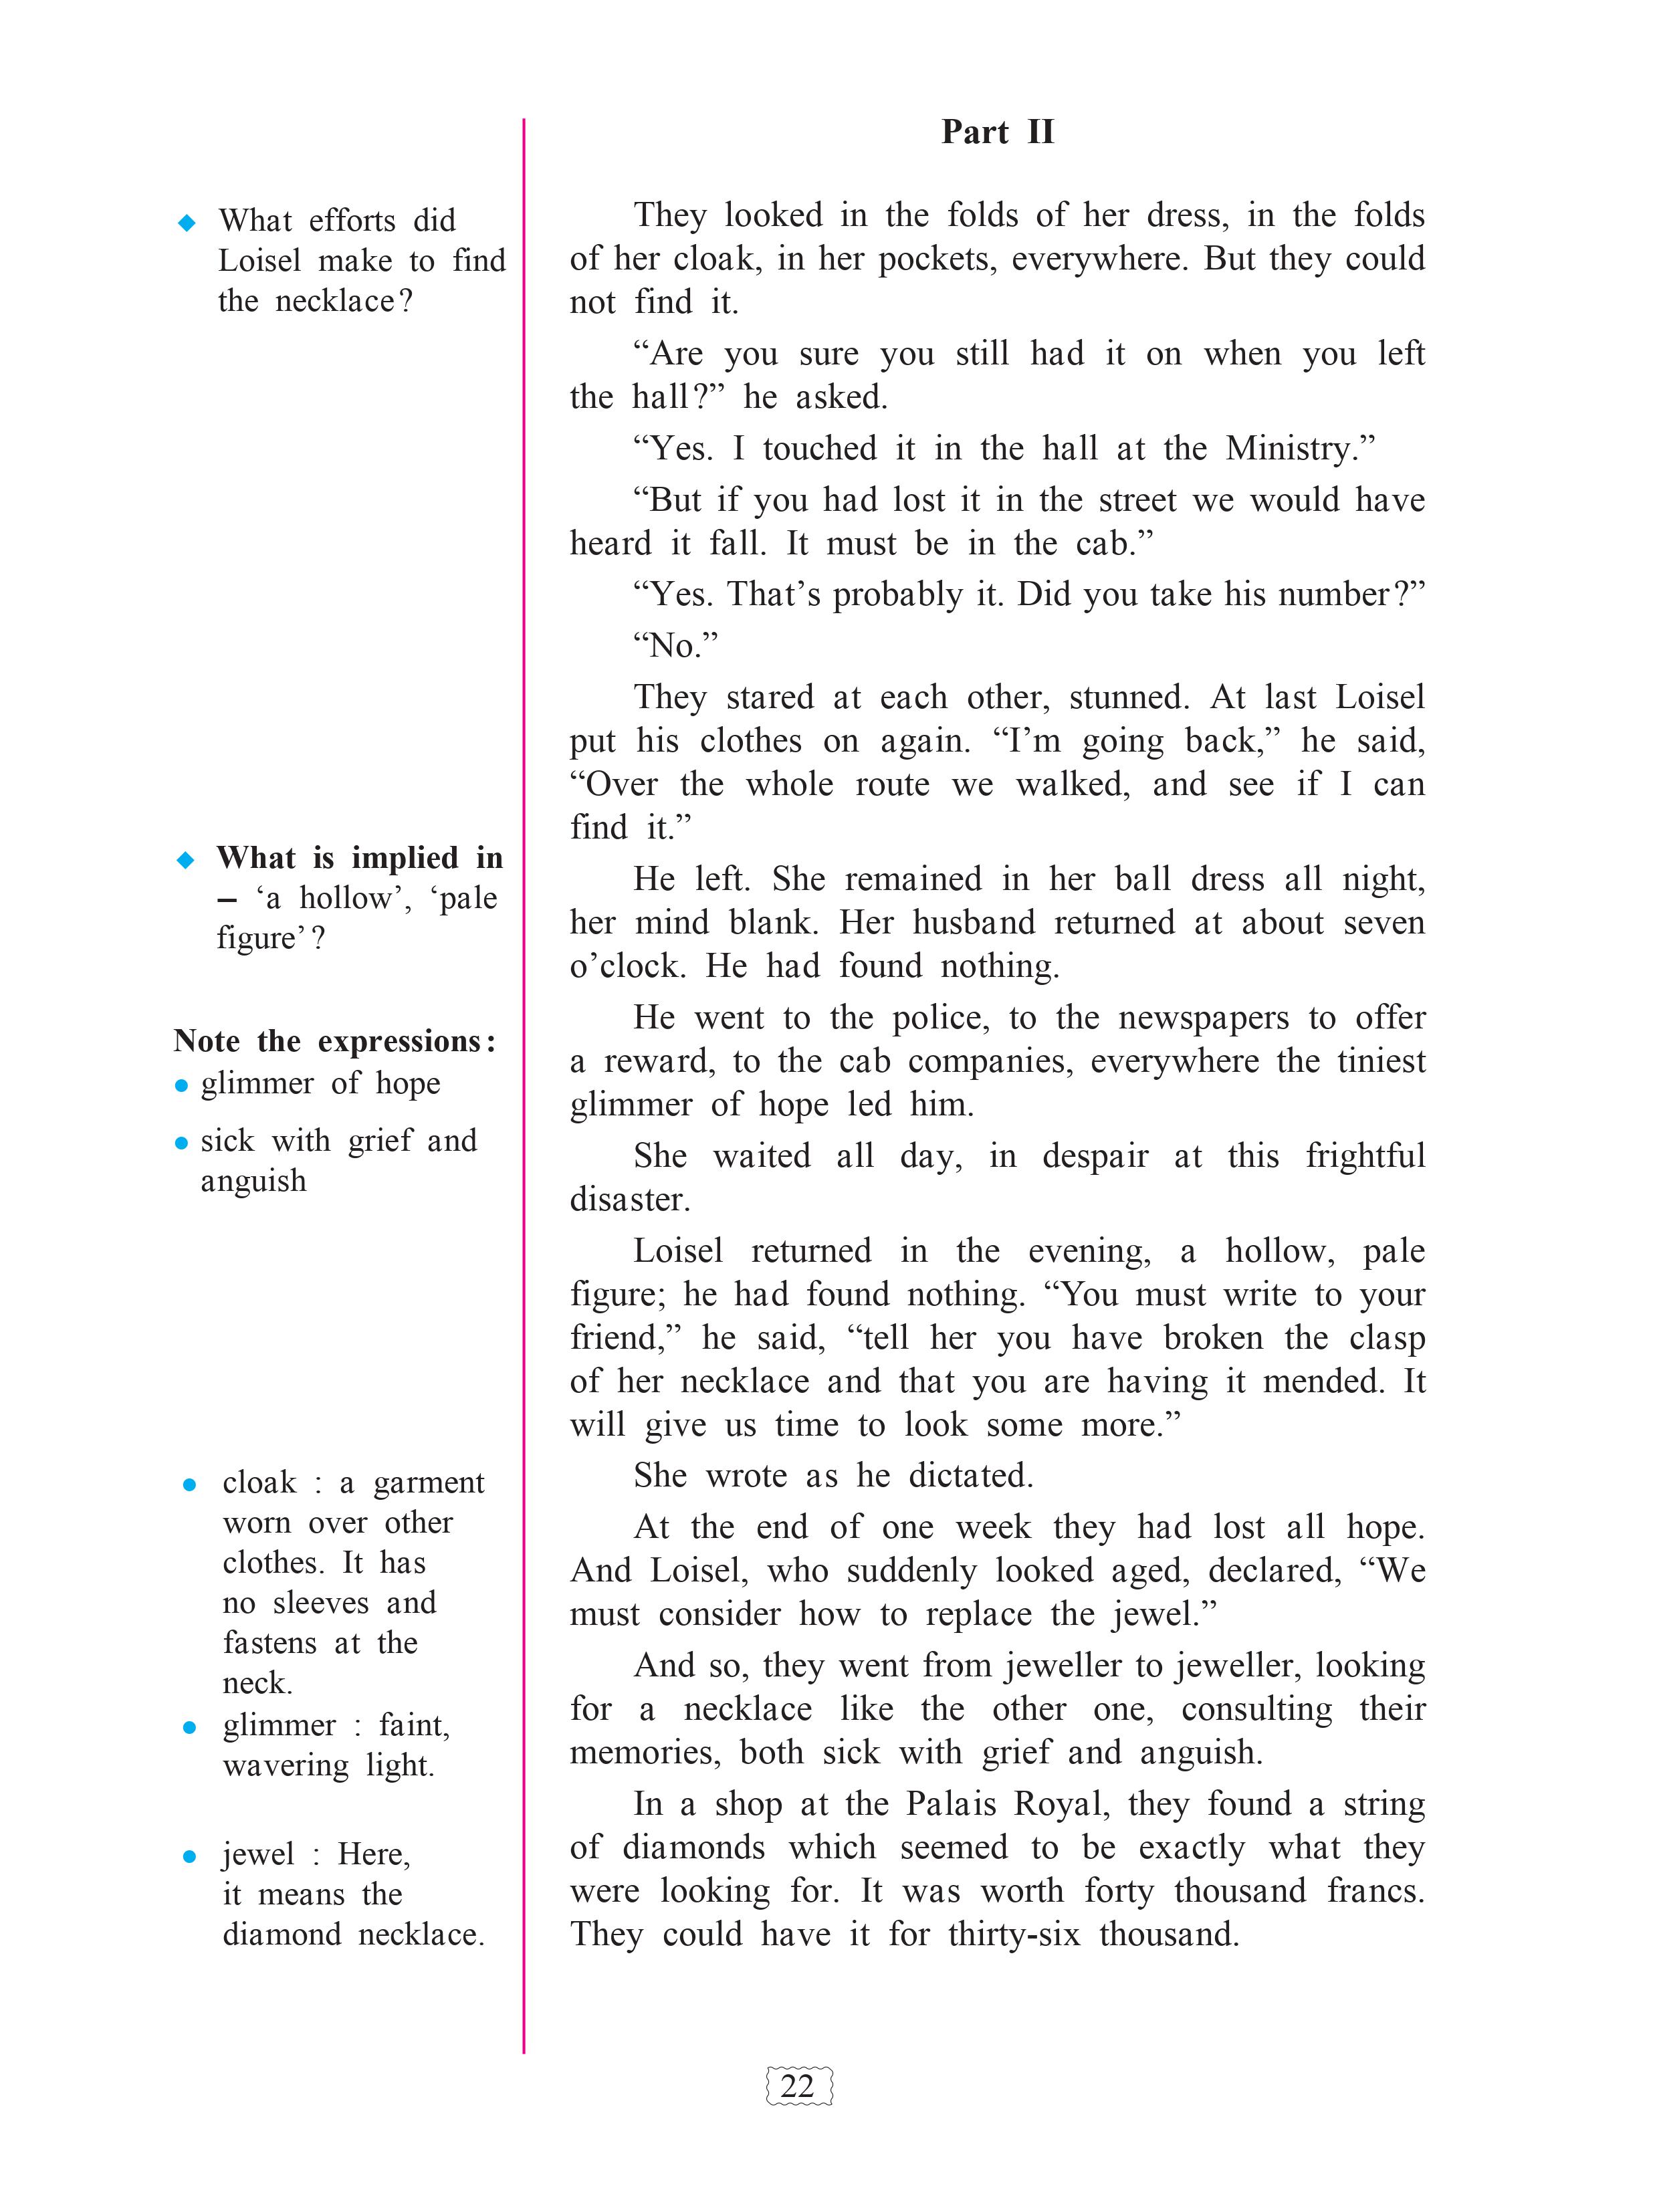 Part II
What efforts did
Loisel make to find
the necklace?
What is implied in
– ‘a hollow’, ‘pale
figure’?
Note the expressions:
glimmer of hope
sick with grief and
anguish
cloak : a garment
worn over other
clothes. It has
no sleeves and
fastens at the
neck.
glimmer : faint,
wavering light.
jewel : Here,
it means the
diamond necklace.
They looked in the folds of her dress, in the folds
of her cloak, in her pockets, everywhere. But they could
not find it.
“Are you sure you still had it on when you left
the hall?” he asked.
“Yes. I touched it in the hall at the Ministry.”
“But if you had lost it in the street we would have
heard it fall. It must be in the cab.”
“Yes. That’s probably it. Did you take his number?”
“No.”
They stared at each other, stunned. At last Loisel
put his clothes on again. “I’m going back,” he said,
“Over the whole route we walked, and see if I can
find it.”
He left. She remained in her ball dress all night,
her mind blank. Her husband returned at about seven
o’clock. He had found nothing.
He went to the police, to the newspapers to offer
a reward, to the cab companies, everywhere the tiniest
glimmer of hope led him.
She waited all day, in despair at this frightful
disaster.
Loisel returned in the evening, a hollow, pale
figure; he had found nothing. “You must write to your
friend,” he said, “tell her you have broken the clasp
of her necklace and that you are having it mended. It
will give us time to look some more.”
She wrote as he dictated.
At the end of one week they had lost all hope.
And Loisel, who suddenly looked aged, declared, “We
must consider how to replace the jewel.”
And so, they went from jeweller to jeweller, looking
for a necklace like the other one, consulting their
memories, both sick with grief and anguish.
In a shop at the Palais Royal, they found a string
of diamonds which seemed to be exactly what they
were looking for. It was worth forty thousand francs.
They could have it for thirty-six thousand.
22